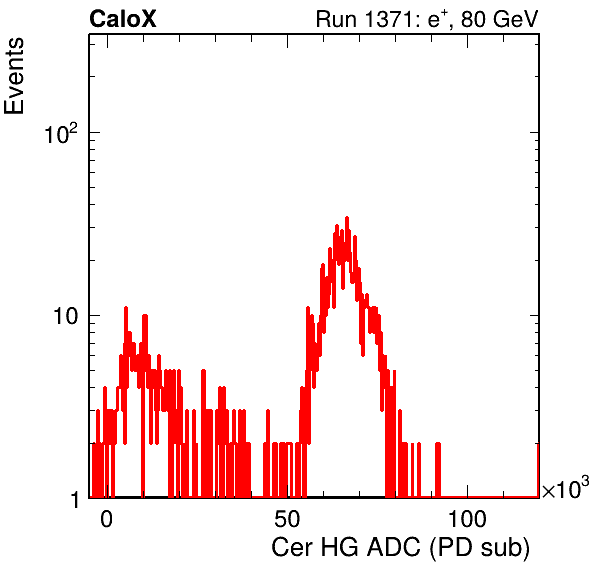 CaloX Run 1371: e⁺, 80 GeV
Events
10²
10
1
0 50 100
×10³
Cer HG ADC (PD sub)